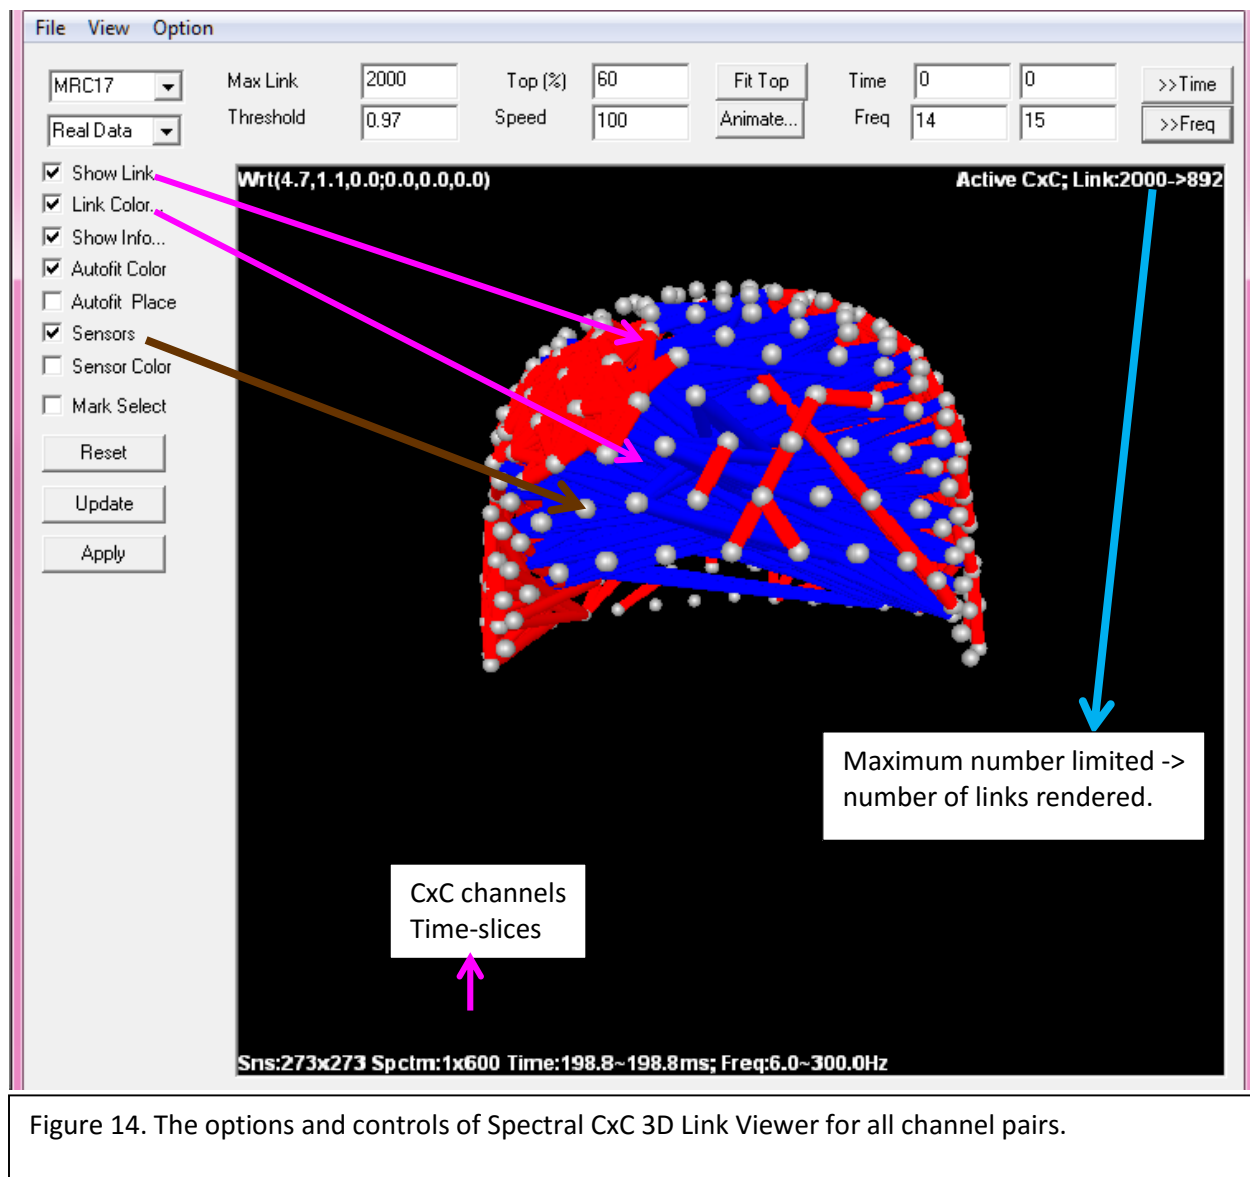 File View Option
MRC17 Max Link 2000 Top (%) 60 Fit Top Time 0 0 >>Time
Real Data Threshold 0.97 Speed 100 Animate... Freq 14 15 >>Freq
Show Link
Link Color...
Show Info...
Autofit Color
Autofit Place
Sensors
Sensor Color
Mark Select
Reset
Update
Apply
Wrt(4.7,1.1,0.0;0.0,0.0,0.0) Active CxC; Link:2000->892
Maximum number limited ->
number of links rendered.
CxC channels
Time-slices
Sns:273x273 Spctm:1x600 Time:198.8~198.8ms; Freq:6.0~300.0Hz
Figure 14. The options and controls of Spectral CxC 3D Link Viewer for all channel pairs.